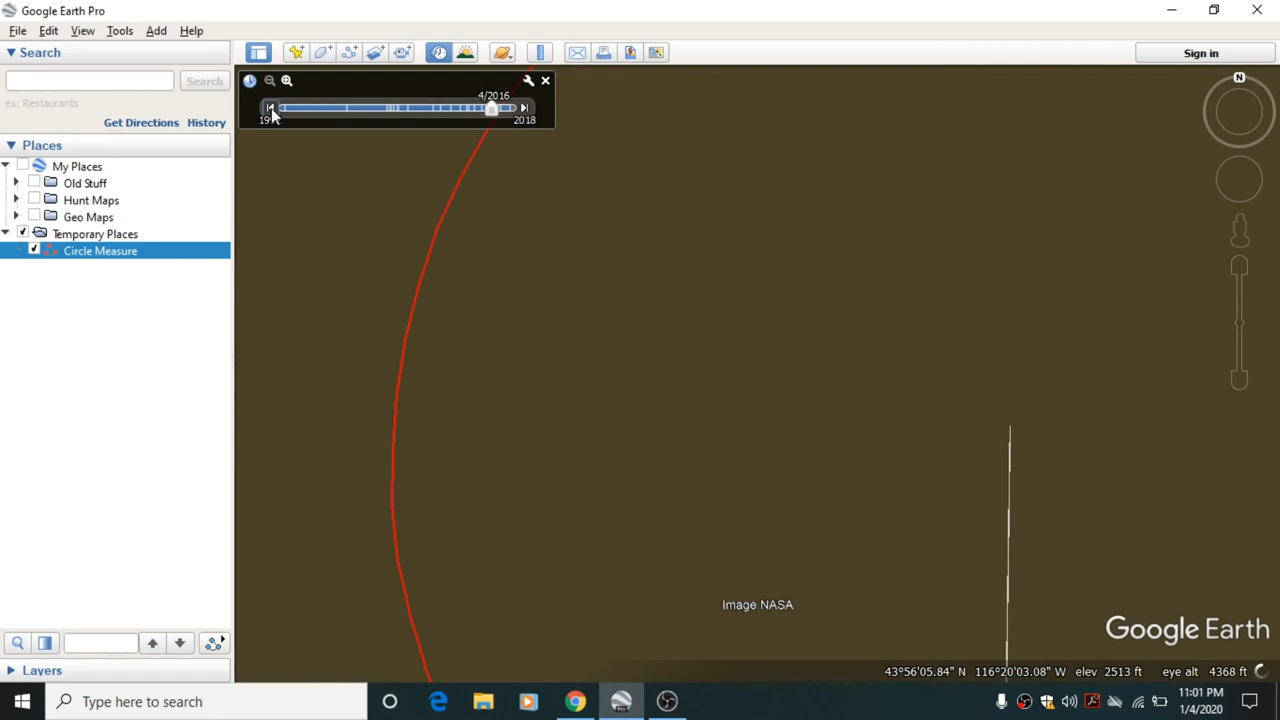 Google Earth Pro
File Edit View Tools Add Help
Search
Sign in
Search
ex: Restaurants
Get Directions History
4/2016
2018
Places
My Places
Old Stuff
Hunt Maps
Geo Maps
Temporary Places
Circle Measure
N
Image NASA
Google Earth
Layers
43°56'05.84" N 116°20'03.08" W elev 2513 ft eye alt 4368 ft
Type here to search
11:01 PM
1/4/2020